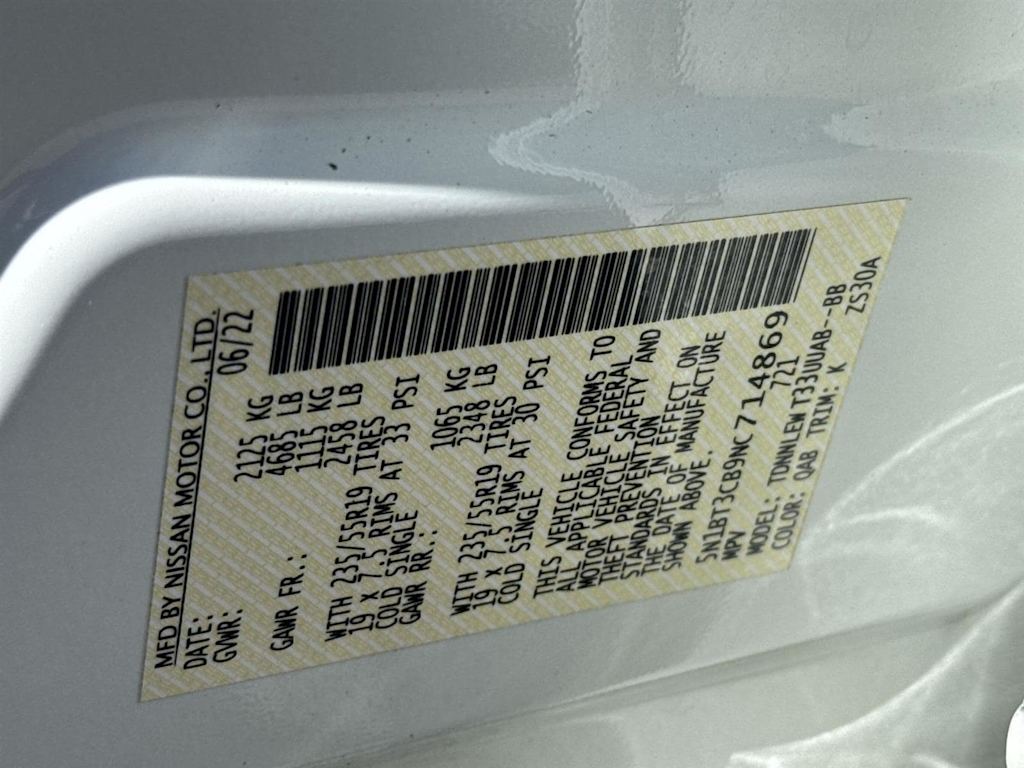 MFD BY NISSAN MOTOR CO., LTD.
DATE: 06/22
GVWR: 2125 KG
4685 LB
GAWR FR.: 1115 KG
2458 LB
WITH 235/55R19 TIRES
19 X 7.5 RIMS AT 33 PSI
COLD SINGLE
GAWR RR.: 1065 KG
2348 LB
WITH 235/55R19 TIRES
19 X 7.5 RIMS AT 30 PSI
COLD SINGLE
THIS VEHICLE CONFORMS TO
ALL APPLICABLE FEDERAL
MOTOR VEHICLE SAFETY AND
THEFT PREVENTION
STANDARDS IN EFFECT ON
THE DATE OF MANUFACTURE
SHOWN ABOVE.
5N1BT3CB9NC714869
MPV 721
MODEL: TDNNLEW T33UUAB--BB
COLOR: QAB TRIM: K ZS30A